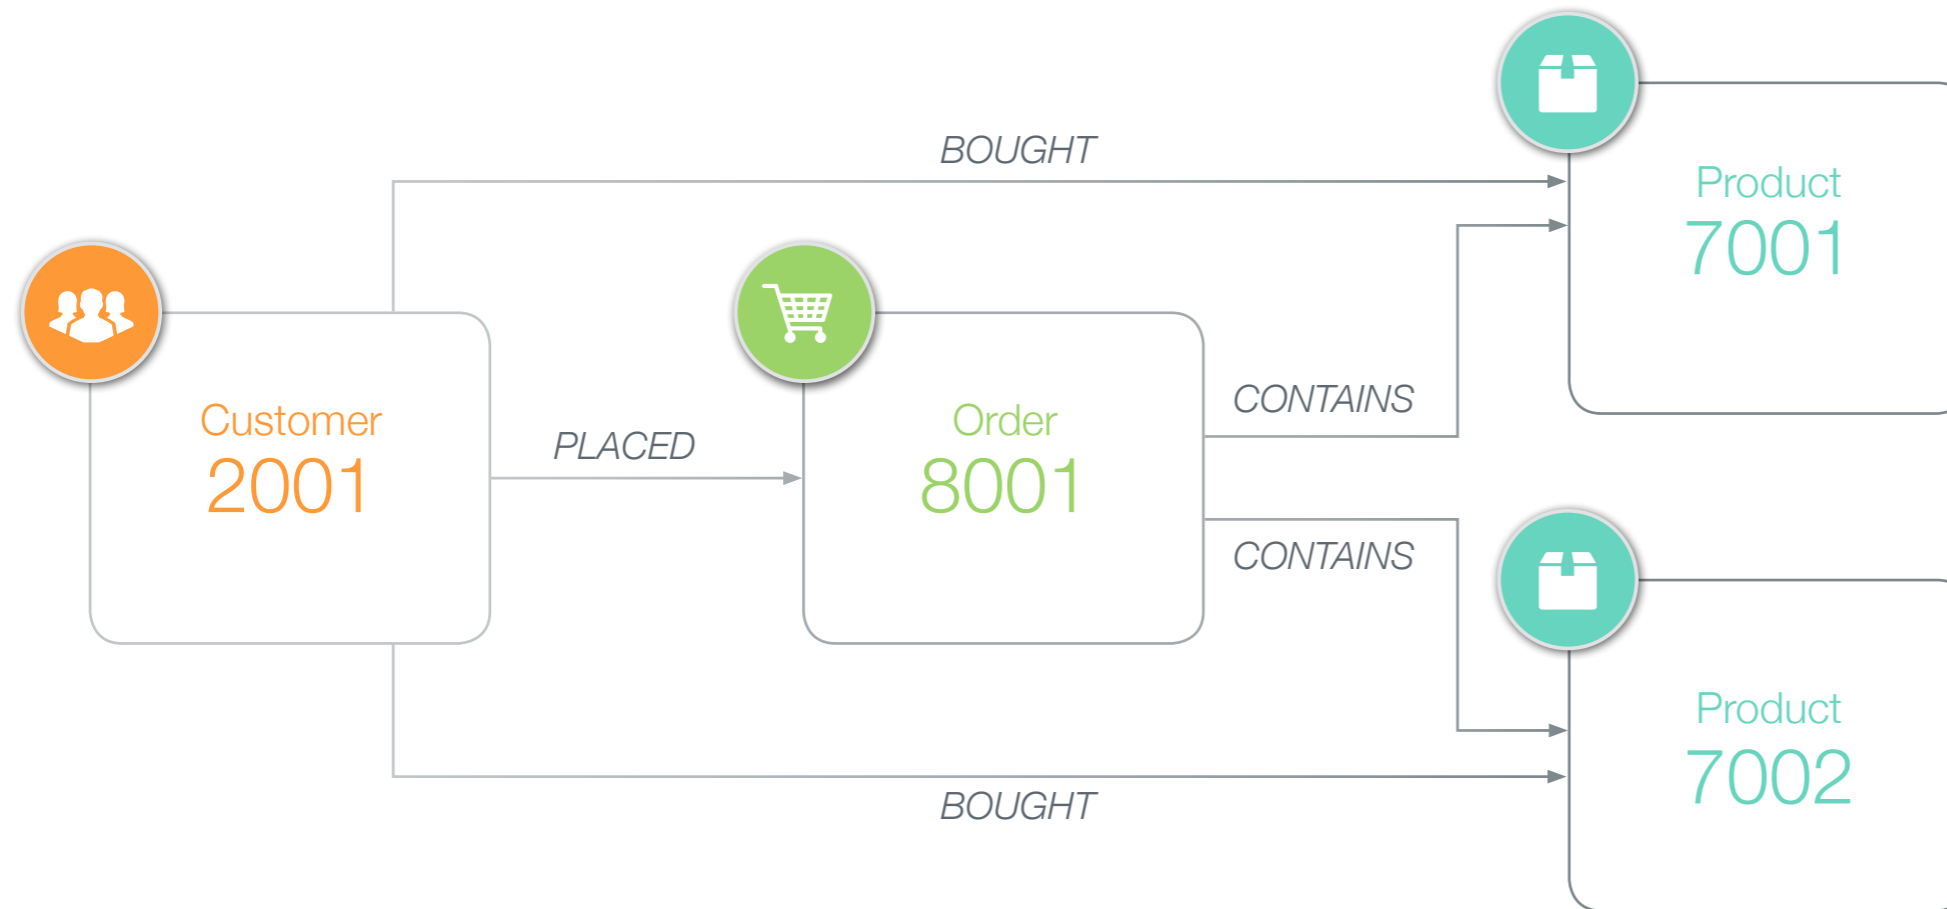 BOUGHT
Product
7001
CONTAINS
Customer
2001
PLACED
Order
8001
CONTAINS
Product
7002
BOUGHT